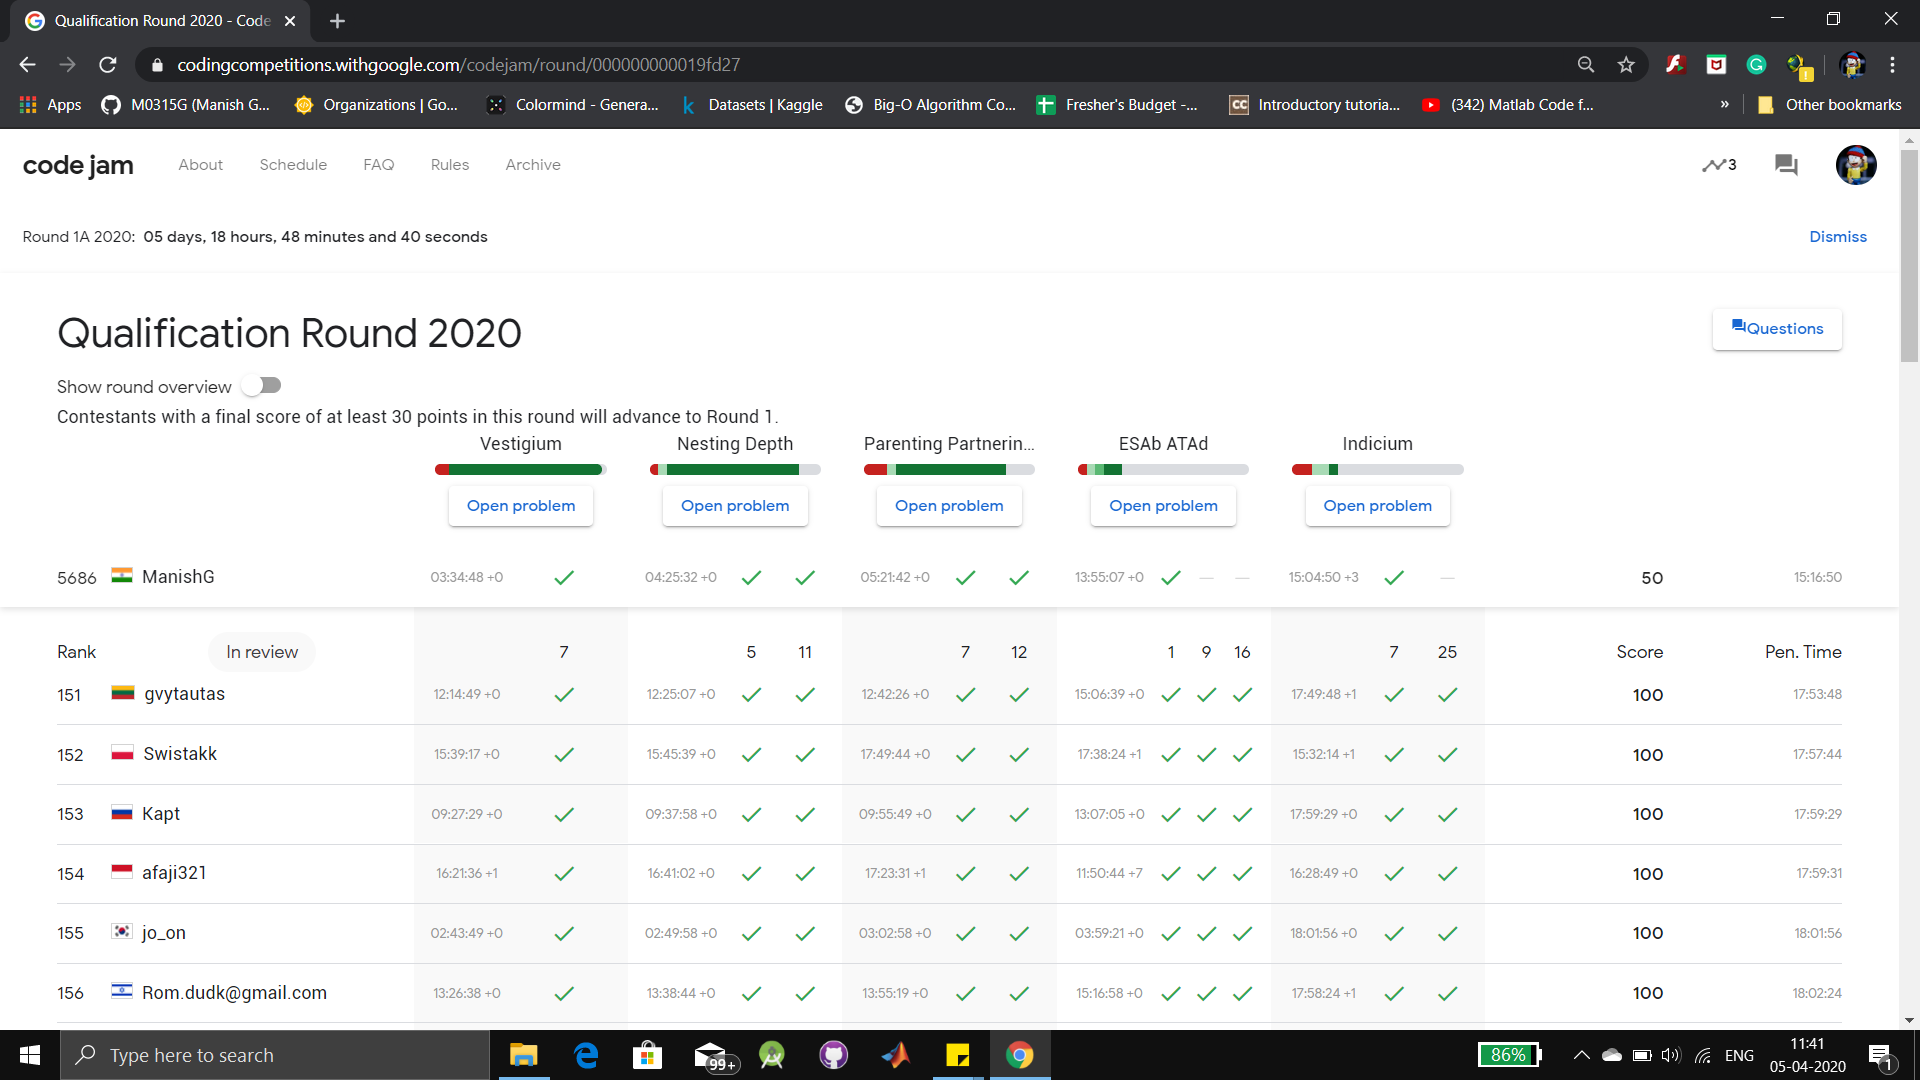 Qualification Round 2020 - Code
codingcompetitions.withgoogle.com/codejam/round/000000000019fd27
Apps M0315G (Manish G... Organizations | Go... Colormind - Genera... k Datasets | Kaggle Big-O Algorithm Co... Fresher's Budget -... CC Introductory tutoria... (342) Matlab Code f... » Other bookmarks
code jam About Schedule FAQ Rules Archive 3
Round 1A 2020: 05 days, 18 hours, 48 minutes and 40 seconds Dismiss
Qualification Round 2020 Questions
Show round overview
Contestants with a final score of at least 30 points in this round will advance to Round 1.
Vestigium Nesting Depth Parenting Partnerin... ESAb ATAd Indicium
Open problem Open problem Open problem Open problem Open problem
5686 ManishG 03:34:48 +0 04:25:32 +0 05:21:42 +0 13:55:07 +0 15:04:50 +3 50 15:16:50
Rank In review 7 5 11 7 12 1 9 16 7 25 Score Pen. Time
151 gvytautas 12:14:49 +0 12:25:07 +0 12:42:26 +0 15:06:39 +0 17:49:48 +1 100 17:53:48
152 Swistakk 15:39:17 +0 15:45:39 +0 17:49:44 +0 17:38:24 +1 15:32:14 +1 100 17:57:44
153 Kapt 09:27:29 +0 09:37:58 +0 09:55:49 +0 13:07:05 +0 17:59:29 +0 100 17:59:29
154 afaji321 16:21:36 +1 16:41:02 +0 17:23:31 +1 11:50:44 +7 16:28:49 +0 100 17:59:31
155 jo_on 02:43:49 +0 02:49:58 +0 03:02:58 +0 03:59:21 +0 18:01:56 +0 100 18:01:56
156 Rom.dudk@gmail.com 13:26:38 +0 13:38:44 +0 13:55:19 +0 15:16:58 +0 17:58:24 +1 100 18:02:24
Type here to search 99+ 86% ENG 11:41
05-04-2020 1